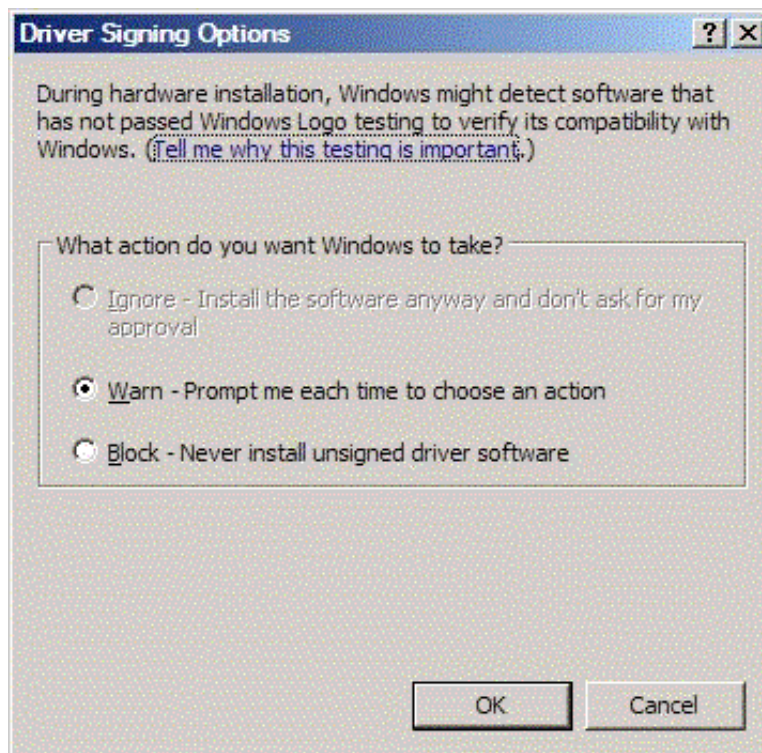 Driver Signing Options
During hardware installation, Windows might detect software that
has not passed Windows Logo testing to verify its compatibility with
Windows. (Tell me why this testing is important.)
What action do you want Windows to take?
Ignore - Install the software anyway and don't ask for my
approval
Warn - Prompt me each time to choose an action
Block - Never install unsigned driver software
OK Cancel